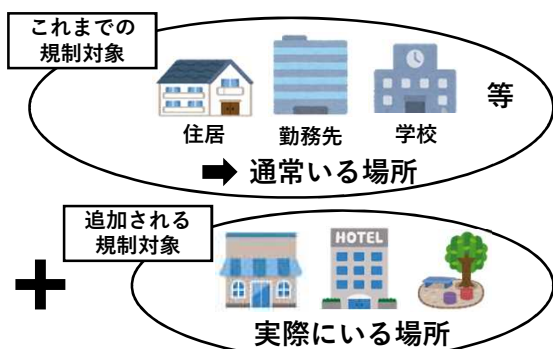 これまでの
規制対象
等
住居
勤務先
学校
➡ 通常いる場所
追加される
規制対象
+
HOTEL
実際にいる場所